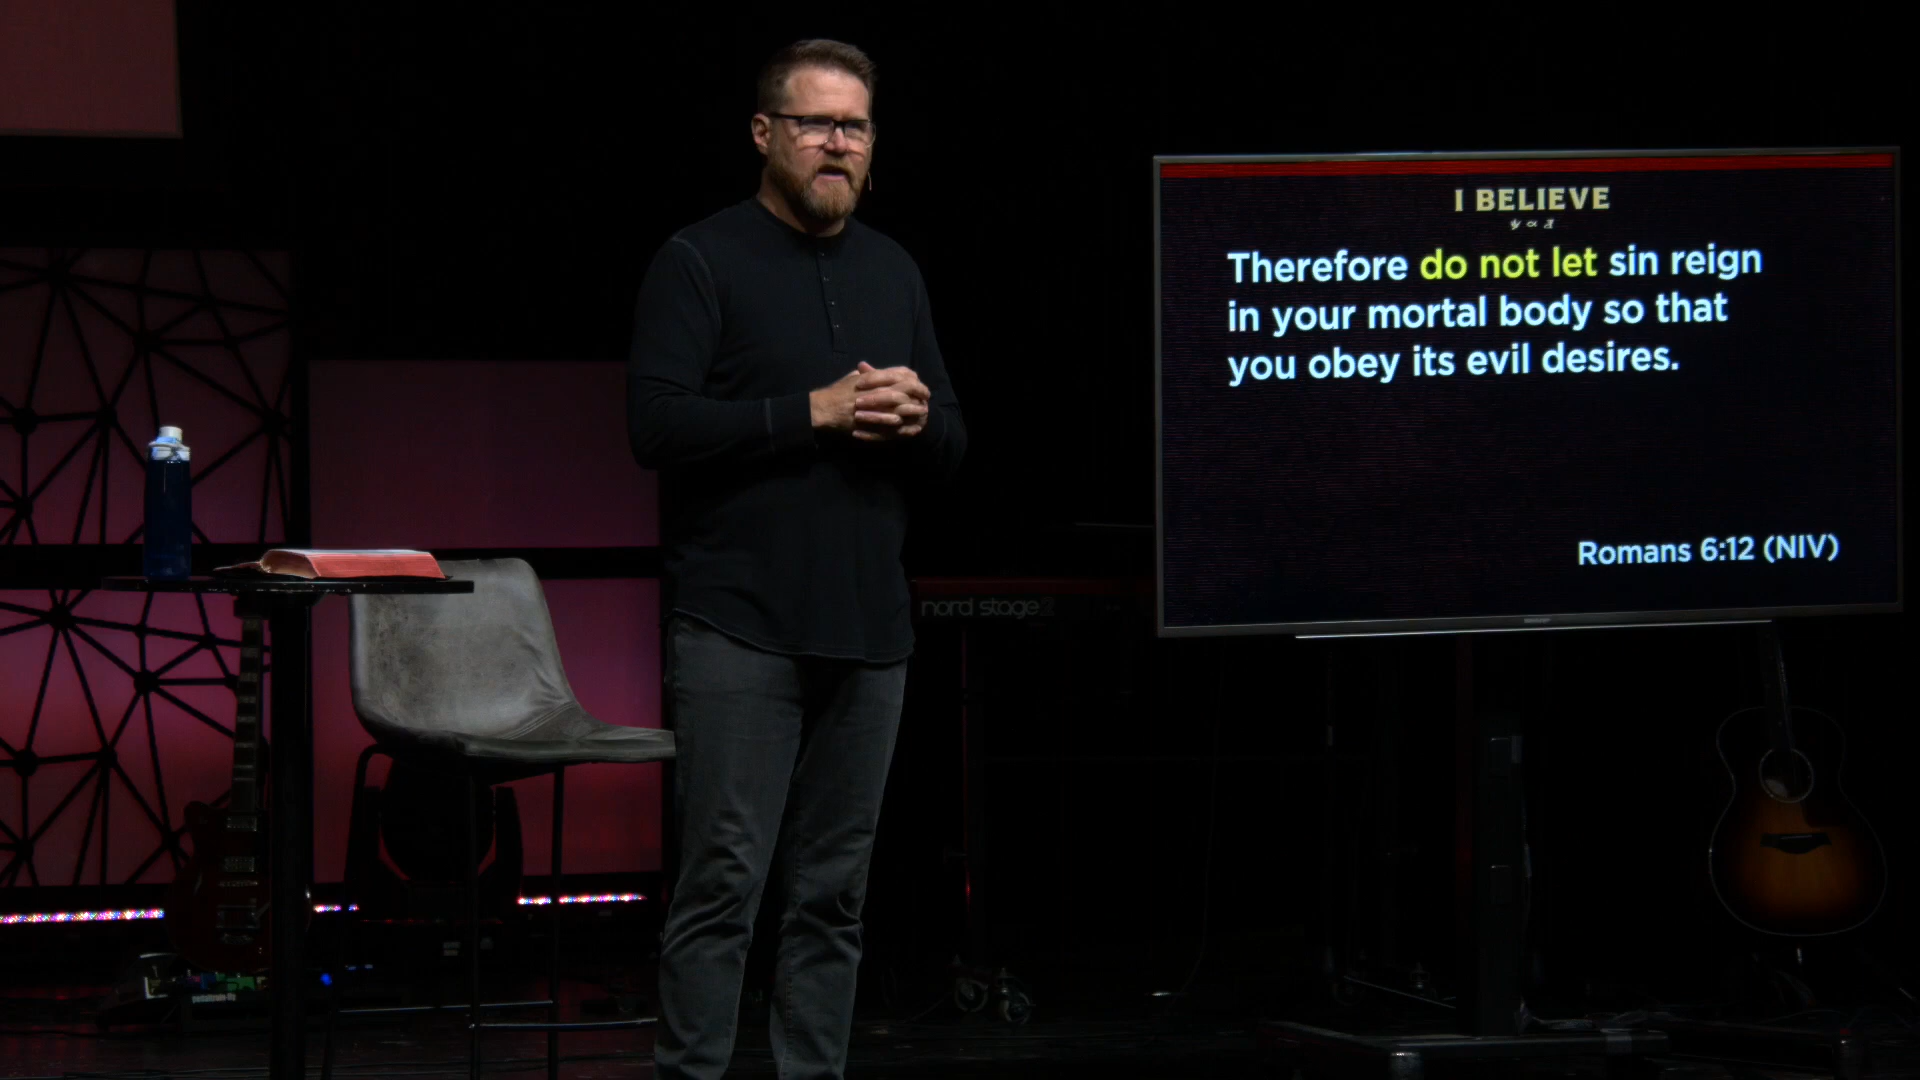 I BELIEVE
Therefore do not let sin reign
in your mortal body so that
you obey its evil desires.
Romans 6:12 (NIV)
nord stage 2